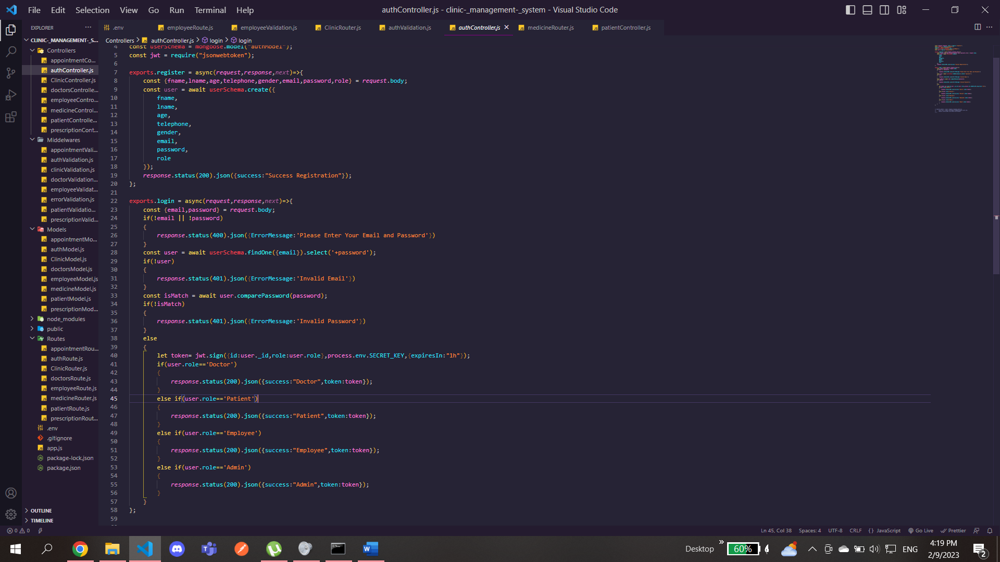 File Edit Selection View Go Run Terminal Help
authController.js - clinic-_management-_system - Visual Studio Code
EXPLORER
.env employeeRoute.js employeeValidation.js ClinicRouter.js authValidation.js authController.js medicineRouter.js patientController.js
Controllers > authController.js > login > login
CLINIC-_MANAGEMENT-_S...
Controllers
appointmentCo...
authController.js
ClinicController.js
doctorsControlle...
employeeContro...
medicineControl...
patientControlle...
prescriptionCont...
Middelwares
appointmentVali...
authValidation.js
clinicValidation.js
doctorValidation...
employeeValidat...
errorValidation.js
patientValidatio...
prescriptionValid...
Models
appointmentMo...
authModel.js
ClinicModel.js
doctorsModel.js
employeeModel.js
medicineModel.js
patientModel.js
prescriptionMod...
node_modules
public
Routes
appointmentRou...
authRoute.js
ClinicRouter.js
doctorsRoute.js
employeeRoute.js
medicineRouter.js
patientRoute.js
prescriptionRout...
.env
.gitignore
app.js
package-lock.json
package.json
OUTLINE
TIMELINE
4 const userSchema = mongoose.model("authModel");
5 const jwt = require("jsonwebtoken");
6
7 exports.register = async(request,response,next)=>{
8 const {fname,lname,age,telephone,gender,email,password,role} = request.body;
9 const user = await userSchema.create({
10 fname,
11 lname,
12 age,
13 telephone,
14 gender,
15 email,
16 password,
17 role
18 });
19 response.status(200).json({success:"Success Registration"});
20 };
21
22 exports.login = async(request,response,next)=>{
23 const {email,password} = request.body;
24 if(!email || !password)
25 {
26 response.status(400).json({ErrorMessage:'Please Enter Your Email and Password'})
27 }
28 const user = await userSchema.findOne({email}).select('+password');
29 if(!user)
30 {
31 response.status(401).json({ErrorMessage:'Invalid Email'})
32 }
33 const isMatch = await user.comparePassword(password);
34 if(!isMatch)
35 {
36 response.status(401).json({ErrorMessage:'Invalid Password'})
37 }
38 else
39 {
40 let token= jwt.sign({id:user._id,role:user.role},process.env.SECRET_KEY,{expiresIn:"1h"});
41 if(user.role=='Doctor')
42 {
43 response.status(200).json({success:"Doctor",token:token});
44 }
45 else if(user.role=='Patient')
46 {
47 response.status(200).json({success:"Patient",token:token});
48 }
49 else if(user.role=='Employee')
50 {
51 response.status(200).json({success:"Employee",token:token});
52 }
53 else if(user.role=='Admin')
54 {
55 response.status(200).json({success:"Admin",token:token});
56 }
57 }
58 };
59
0 0 Ln 45, Col 38 Spaces: 4 UTF-8 CRLF {} JavaScript Go Live Prettier
Desktop 60% ENG
4:19 PM
2/9/2023
2